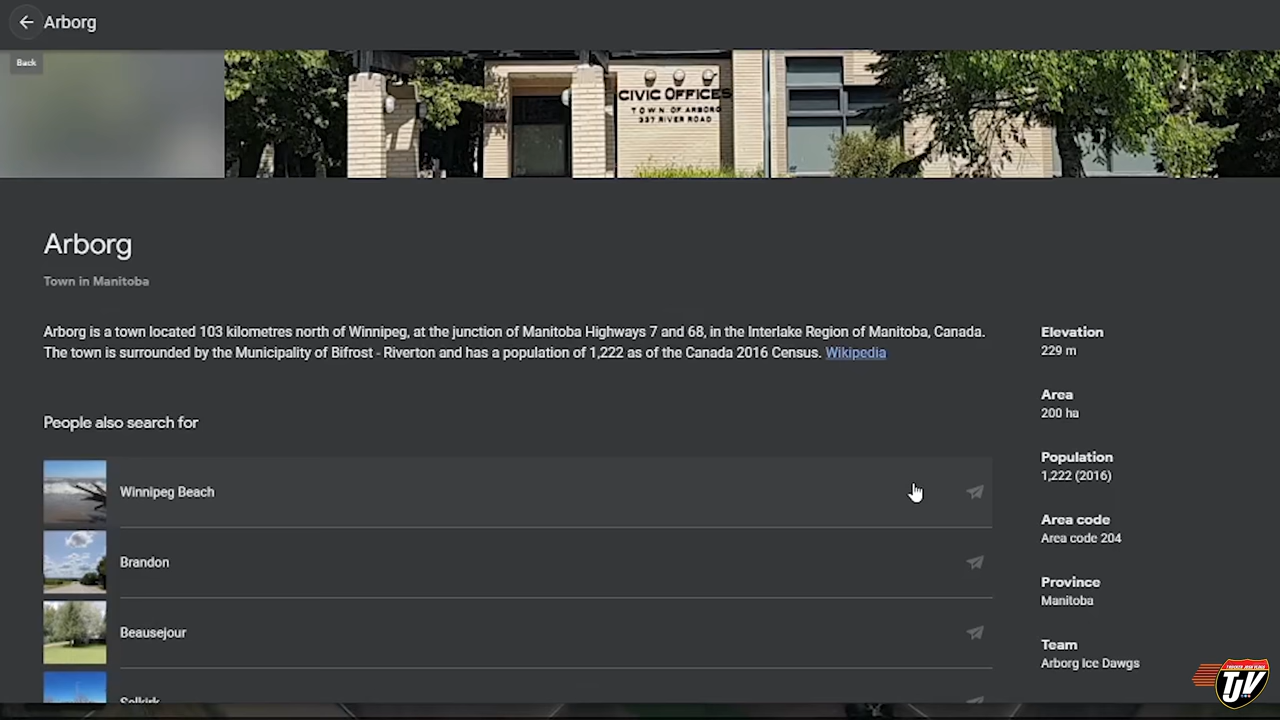 Arborg
Back
CIVIC OFFICES
TOWN OF ARBORG
337 RIVER ROAD
Arborg
Town in Manitoba
Arborg is a town located 103 kilometres north of Winnipeg, at the junction of Manitoba Highways 7 and 68, in the Interlake Region of Manitoba, Canada.
The town is surrounded by the Municipality of Bifrost - Riverton and has a population of 1,222 as of the Canada 2016 Census. Wikipedia
People also search for
Winnipeg Beach
Brandon
Beausejour
Selkirk
Elevation
229 m
Area
200 ha
Population
1,222 (2016)
Area code
Area code 204
Province
Manitoba
Team
Arborg Ice Dawgs
TJV